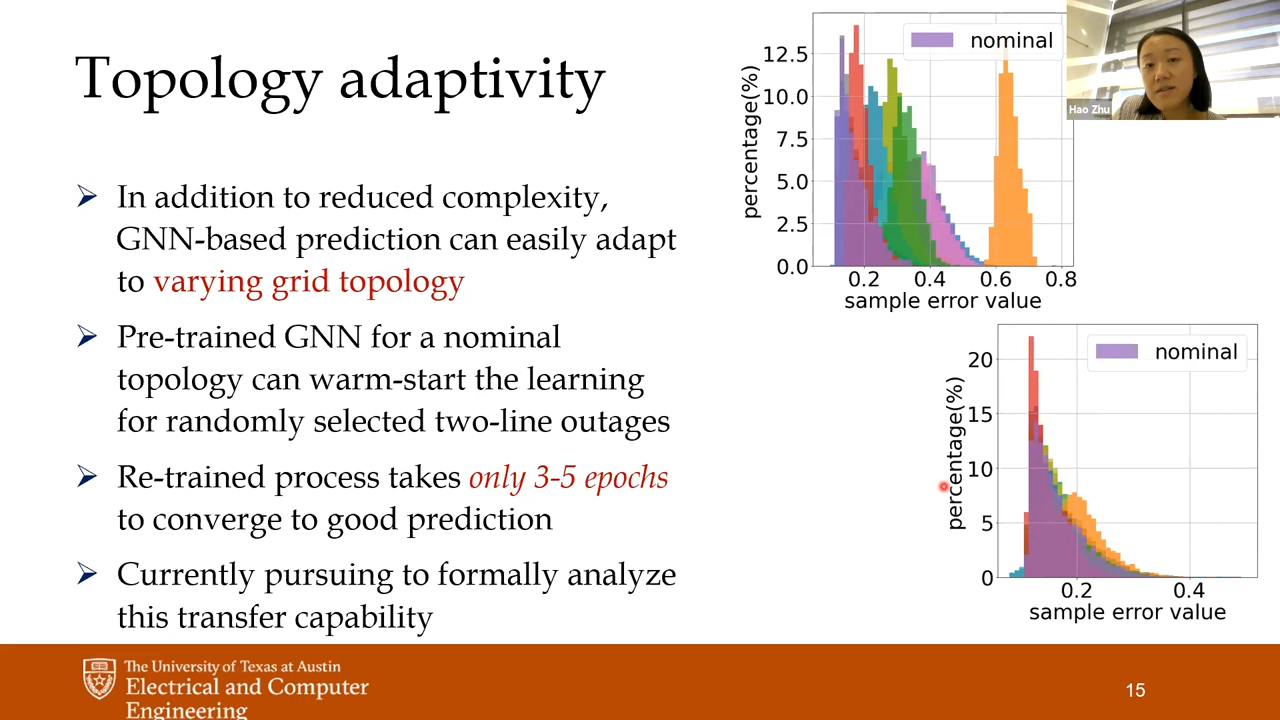 Topology adaptivity
➢ In addition to reduced complexity,
GNN-based prediction can easily adapt
to varying grid topology
➢ Pre-trained GNN for a nominal
topology can warm-start the learning
for randomly selected two-line outages
➢ Re-trained process takes only 3-5 epochs
to converge to good prediction
➢ Currently pursuing to formally analyze
this transfer capability
nominal
percentage(%)
12.5
10.0
7.5
5.0
2.5
0.0
0.2 0.4 0.6 0.8
sample error value
Hao Zhu
nominal
percentage(%)
20
15
10
5
0
0.2 0.4
sample error value
The University of Texas at Austin
Electrical and Computer
Engineering
15